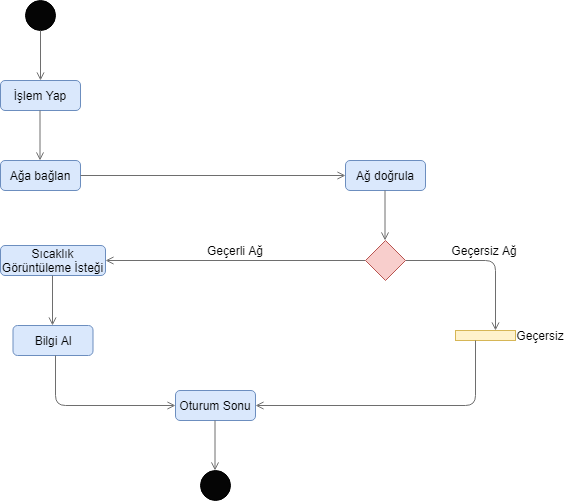 İşlem Yap
Ağa bağlan
Ağ doğrula
Geçerli Ağ
Geçersiz Ağ
Sıcaklık
Görüntüleme İsteği
Geçersiz
Bilgi Al
Oturum Sonu